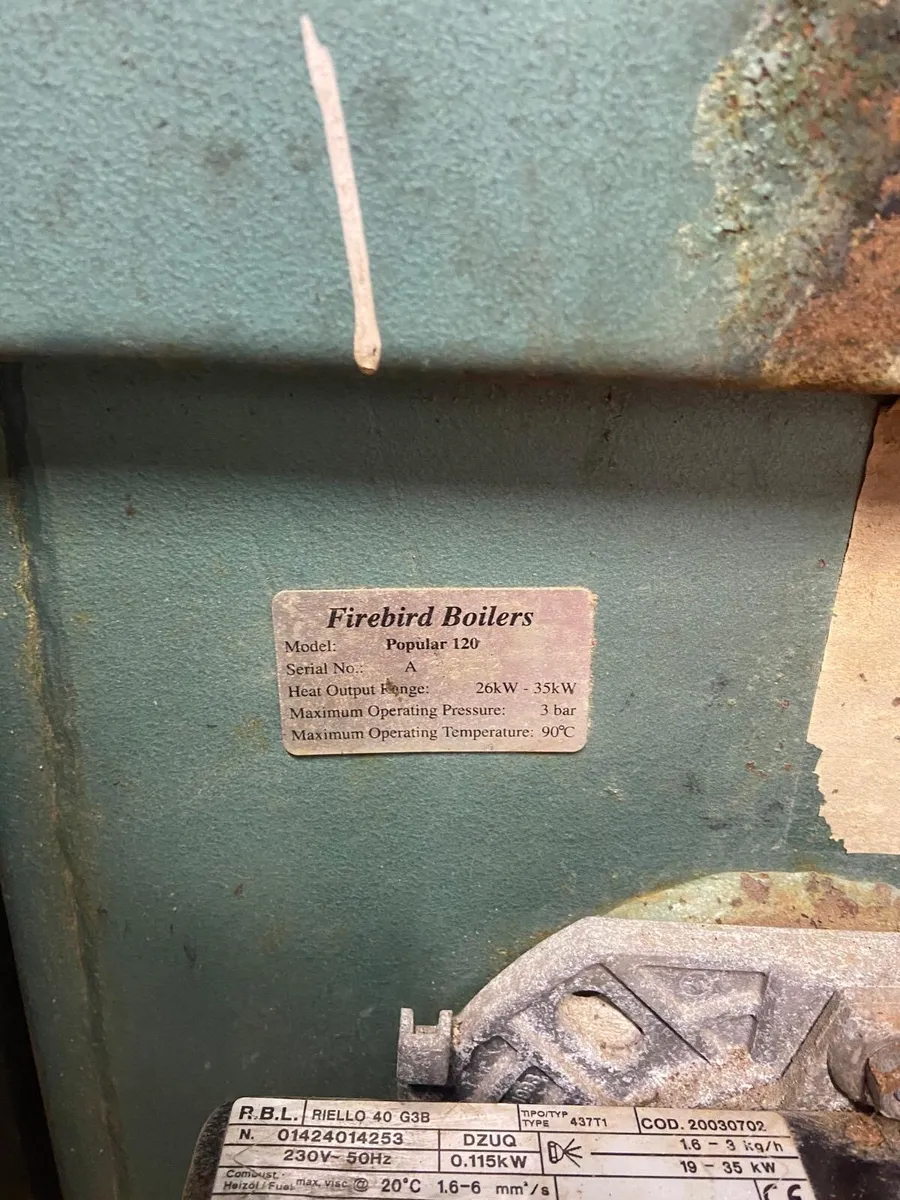 Firebird Boilers
Model: Popular 120
Serial No.: A
Heat Output Range: 26kW - 35kW
Maximum Operating Pressure: 3 bar
Maximum Operating Temperature: 90°C
R.B.L. RIELLO 40 G3B TIPO/TYP TYPE 437T1 COD. 20030702
N. 01424014253 DZUQ 1.6 - 3 kg/h
230V~ 50Hz 0.115kW 19 - 35 kW
Combust.
Heizöl/Fuel max. visc @ 20°C 1.6-6 mm²/s CE